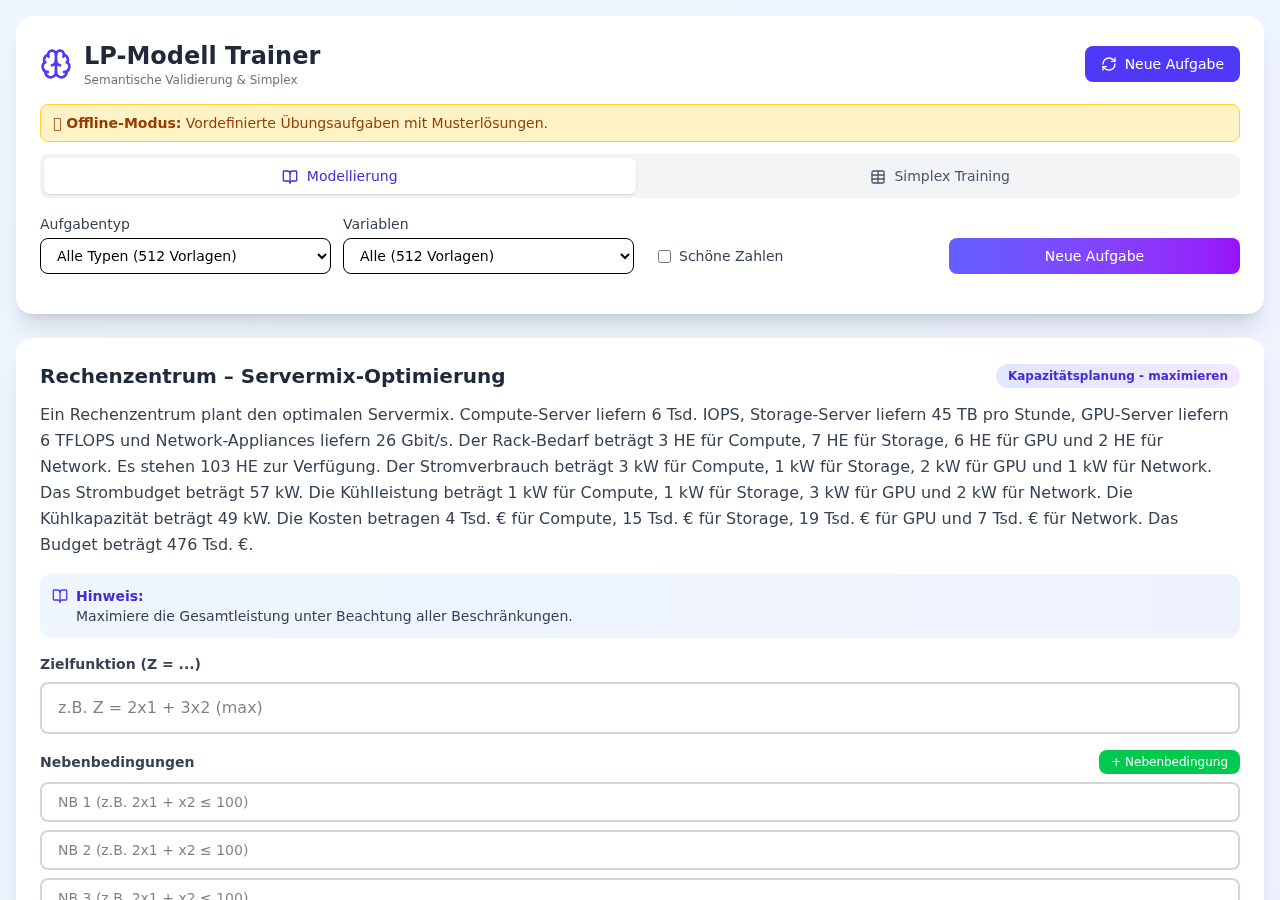 LP-Modell Trainer
Semantische Validierung & Simplex
Neue Aufgabe
Offline-Modus: Vordefinierte Übungsaufgaben mit Musterlösungen.
Modellierung
Simplex Training
Aufgabentyp
Variablen
Alle Typen (512 Vorlagen)
Alle (512 Vorlagen)
Schöne Zahlen
Neue Aufgabe
Rechenzentrum – Servermix-Optimierung
Kapazitätsplanung - maximieren
Ein Rechenzentrum plant den optimalen Servermix. Compute-Server liefern 6 Tsd. IOPS, Storage-Server liefern 45 TB pro Stunde, GPU-Server liefern
6 TFLOPS und Network-Appliances liefern 26 Gbit/s. Der Rack-Bedarf beträgt 3 HE für Compute, 7 HE für Storage, 6 HE für GPU und 2 HE für
Network. Es stehen 103 HE zur Verfügung. Der Stromverbrauch beträgt 3 kW für Compute, 1 kW für Storage, 2 kW für GPU und 1 kW für Network.
Das Strombudget beträgt 57 kW. Die Kühlleistung beträgt 1 kW für Compute, 1 kW für Storage, 3 kW für GPU und 2 kW für Network. Die
Kühlkapazität beträgt 49 kW. Die Kosten betragen 4 Tsd. € für Compute, 15 Tsd. € für Storage, 19 Tsd. € für GPU und 7 Tsd. € für Network. Das
Budget beträgt 476 Tsd. €.
Hinweis:
Maximiere die Gesamtleistung unter Beachtung aller Beschränkungen.
Zielfunktion (Z = ...)
z.B. Z = 2x1 + 3x2 (max)
Nebenbedingungen
+ Nebenbedingung
NB 1 (z.B. 2x1 + x2 ≤ 100)
NB 2 (z.B. 2x1 + x2 ≤ 100)
NB 3 (z.B. 2x1 + x2 ≤ 100)